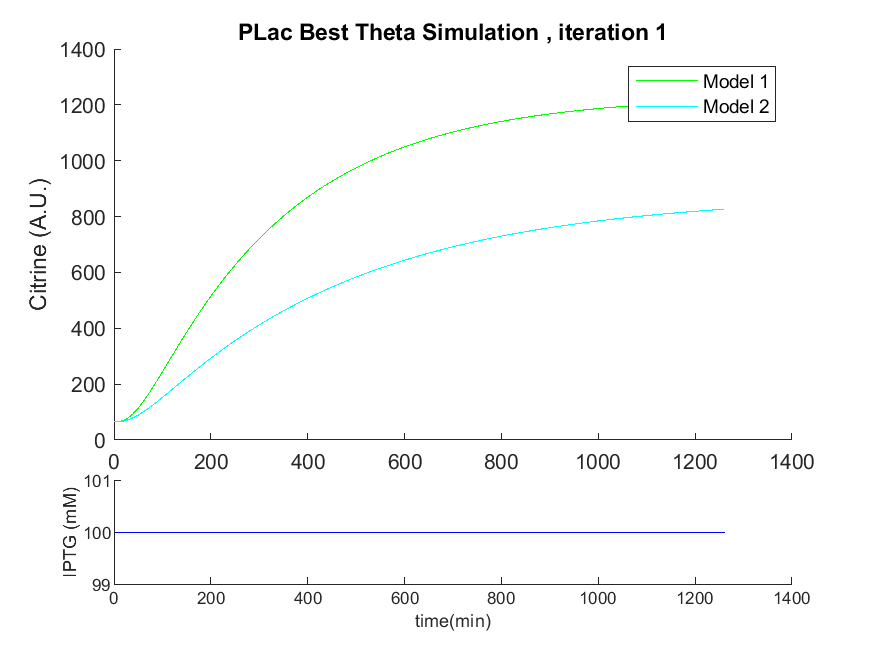 PLac Best Theta Simulation , iteration 1
1400
1200
1000
800
600
400
200
0
Citrine (A.U.)
Model 1
Model 2
0 200 400 600 800 1000 1200 1400
101
100
99
IPTG (mM)
0 200 400 600 800 1000 1200 1400
time(min)